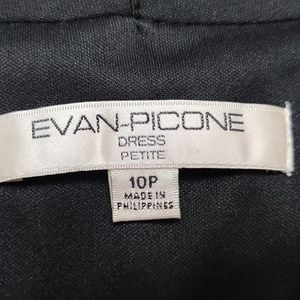 EVAN-PICONE
DRESS
PETITE
10P
MADE IN
PHILIPPINES